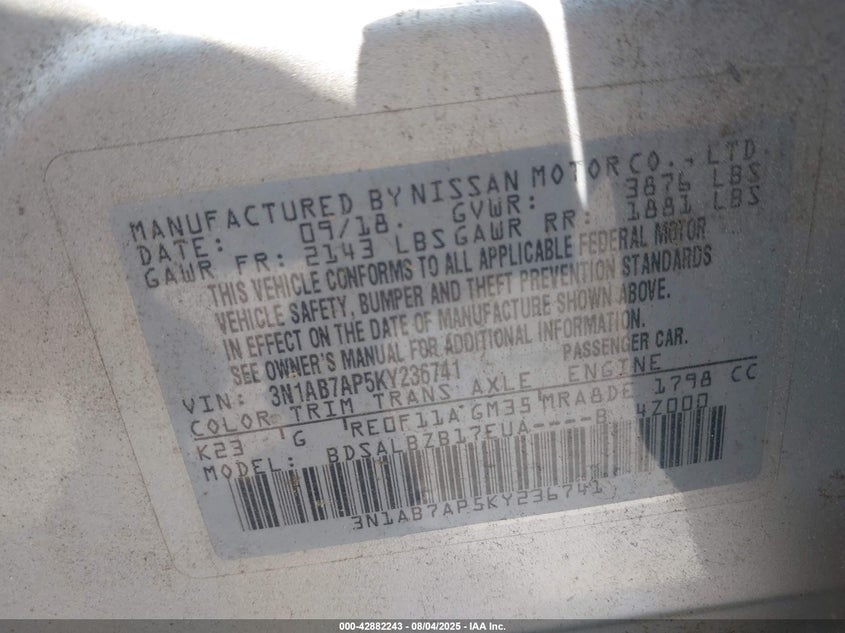 MANUFACTURED BY NISSAN MOTOR CO., LTD.
DATE: 09/18. GVWR: 3876 LBS
GAWR FR: 2143 LBS GAWR RR: 1881 LBS
THIS VEHICLE CONFORMS TO ALL APPLICABLE FEDERAL MOTOR
VEHICLE SAFETY, BUMPER AND THEFT PREVENTION STANDARDS
IN EFFECT ON THE DATE OF MANUFACTURE SHOWN ABOVE.
SEE OWNER'S MANUAL FOR ADDITIONAL INFORMATION.
VIN: 3N1AB7AP5KY236741 PASSENGER CAR.
COLOR TRIM TRANS AXLE ENGINE
K23 G RE0F11A GM35 MRA8DE 1798 CC
MODEL: BDSALBZB17EUA----B 4Z000
3N1AB7AP5KY236741
000-42882243 - 08/04/2025 - IAA Inc.